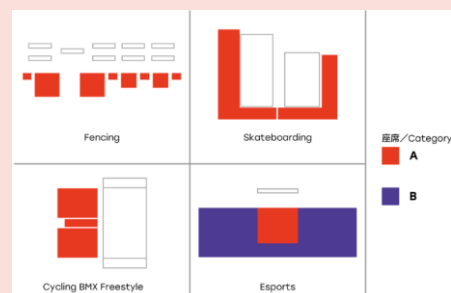 Fencing
Skateboarding
座席/Category
A
B
Cycling BMX Freestyle
Esports